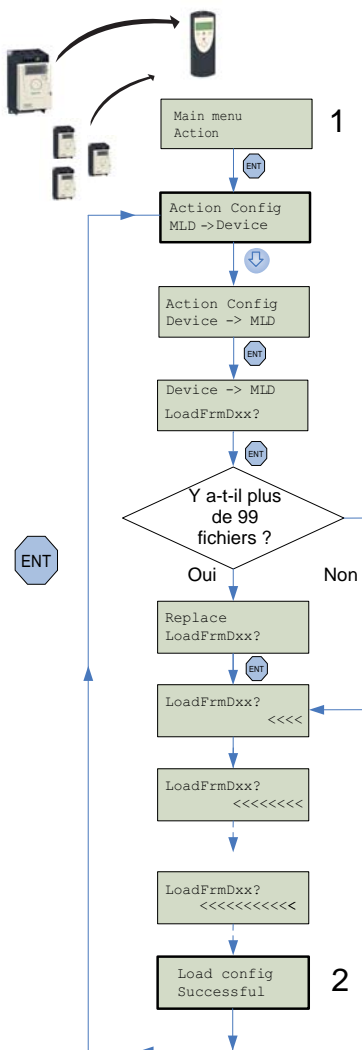 Main menu
Action
1
ENT
Action Config
MLD ->Device
Action Config
Device -> MLD
ENT
Device -> MLD
LoadFrmDxx?
ENT
Y a-t-il plus
de 99
fichiers ?
ENT
Oui
Non
Replace
LoadFrmDxx?
ENT
LoadFrmDxx?
<<<<
LoadFrmDxx?
<<<<<<<<
LoadFrmDxx?
<<<<<<<<<<<
Load config
Successful
2